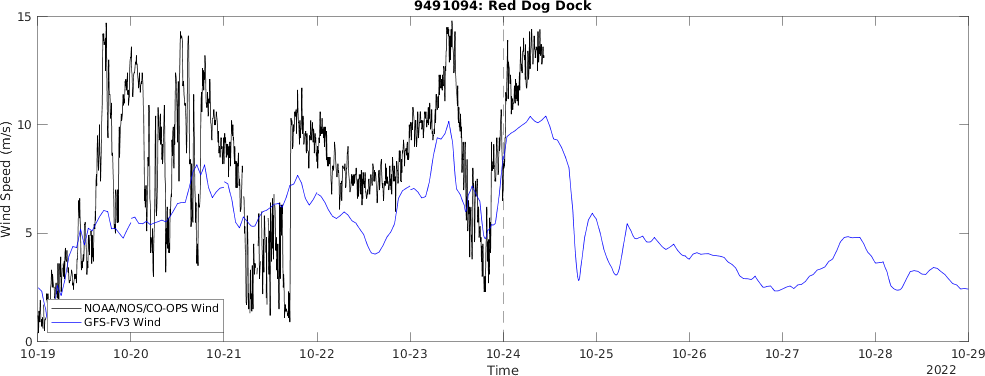 9491094: Red Dog Dock
Wind Speed (m/s)
15
10
5
0
NOAA/NOS/CO-OPS Wind
GFS-FV3 Wind
10-19 10-20 10-21 10-22 10-23 10-24 10-25 10-26 10-27 10-28 10-29
Time
2022